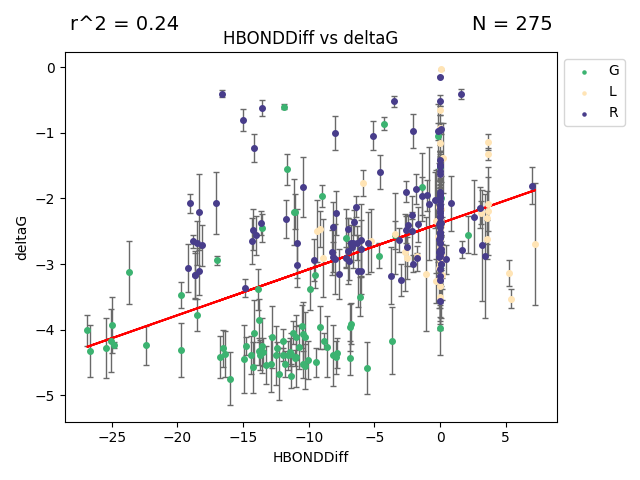 r^2 = 0.24
N = 275
HBONDDiff vs deltaG
G
L
R
deltaG
0
−1
−2
−3
−4
−5
−25
−20
−15
−10
−5
0
5
HBONDDiff